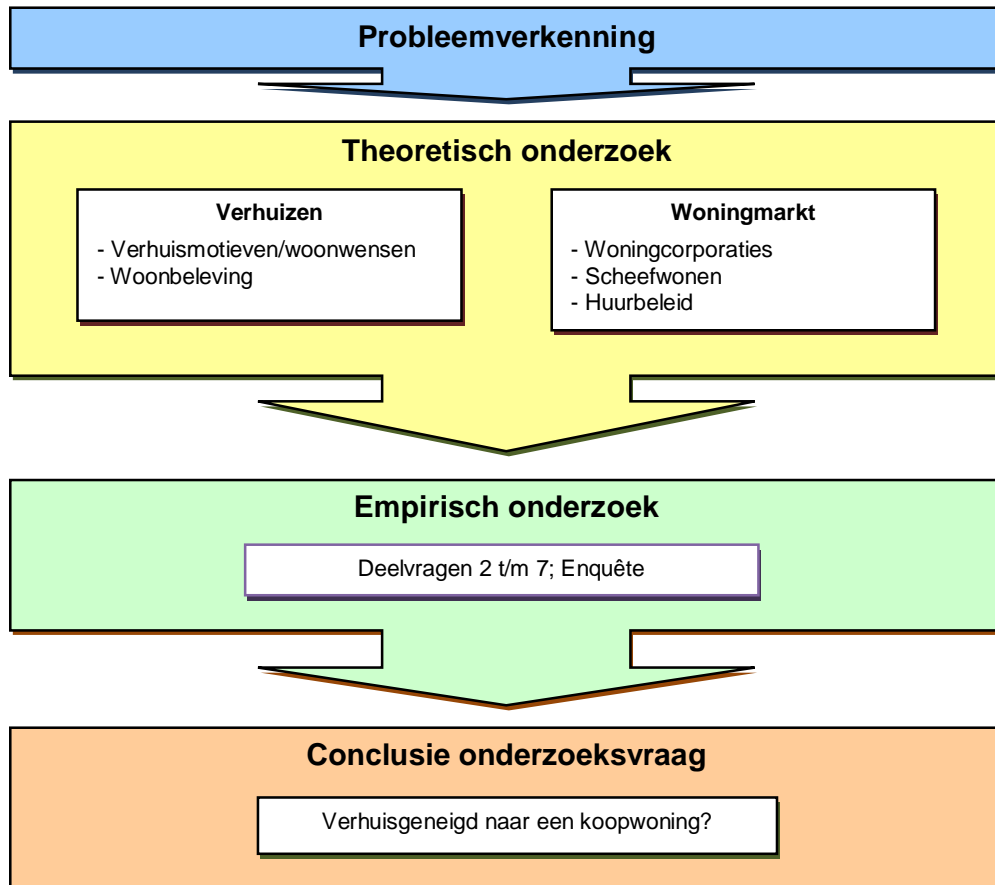 Probleemverkenning
Theoretisch onderzoek
Verhuizen
- Verhuismotieven/woonwensen
- Woonbeleving
Woningmarkt
- Woningcorporaties
- Scheefwonen
- Huurbeleid
Empirisch onderzoek
Deelvragen 2 t/m 7; Enquête
Conclusie onderzoeksvraag
Verhuisgeneigd naar een koopwoning?